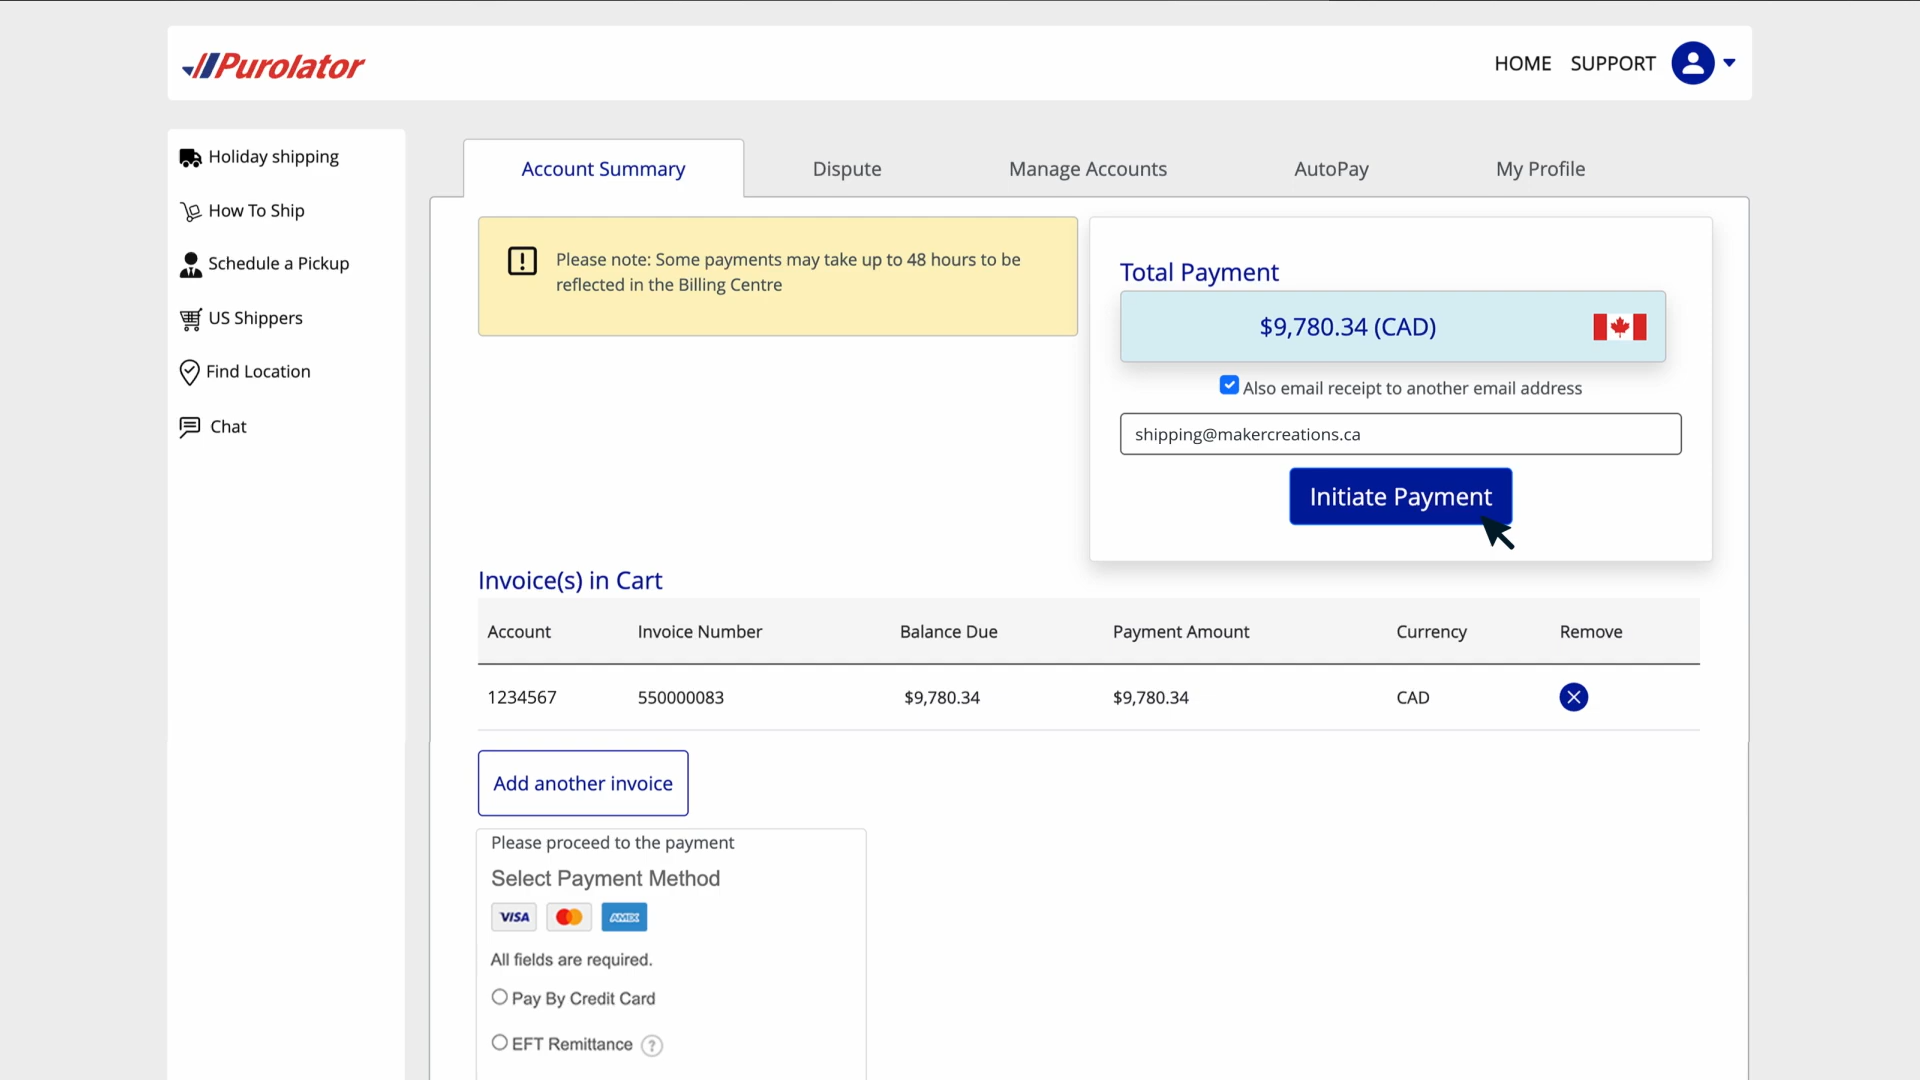 Purolator
HOME SUPPORT
Holiday shipping
How To Ship
Schedule a Pickup
US Shippers
Find Location
Chat
Account Summary Dispute Manage Accounts AutoPay My Profile
Please note: Some payments may take up to 48 hours to be
reflected in the Billing Centre
Total Payment
$9,780.34 (CAD)
Also email receipt to another email address
shipping@makercreations.ca
Initiate Payment
Invoice(s) in Cart
Account Invoice Number Balance Due Payment Amount Currency Remove
1234567 550000083 $9,780.34 $9,780.34 CAD
Add another invoice
Please proceed to the payment
Select Payment Method
VISA AMEX
All fields are required.
Pay By Credit Card
EFT Remittance ?